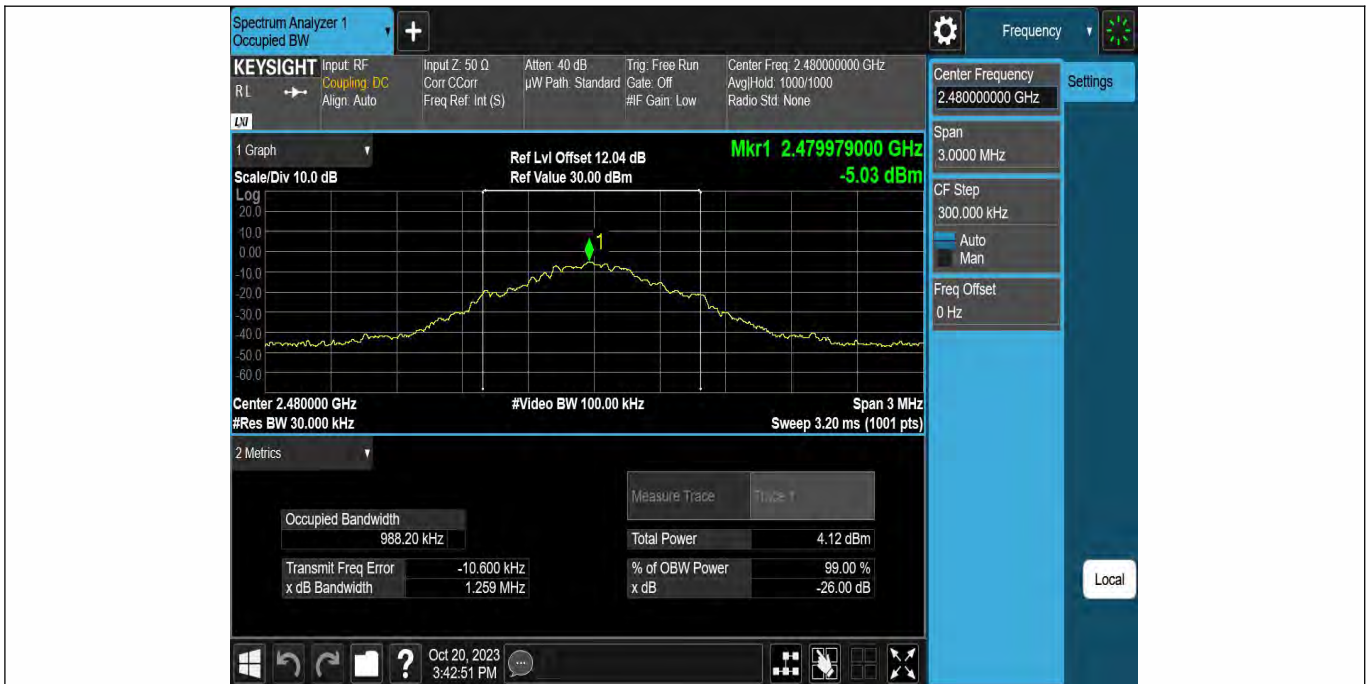 Spectrum Analyzer 1
Occupied BW
+
Frequency
KEYSIGHT
RL
LXI
Input: RF
Coupling: DC
Align: Auto
Input Z: 50 Ω
Corr CCorr
Freq Ref: Int (S)
Atten: 40 dB
µW Path: Standard
Trig: Free Run
Gate: Off
#IF Gain: Low
Center Freq: 2.480000000 GHz
Avg|Hold: 1000/1000
Radio Std: None
Center Frequency
2.480000000 GHz
Settings
Span
3.0000 MHz
CF Step
300.000 kHz
Auto
Man
Freq Offset
0 Hz
1 Graph
Scale/Div 10.0 dB
Ref Lvl Offset 12.04 dB
Ref Value 30.00 dBm
Mkr1 2.479979000 GHz
-5.03 dBm
Log
20.0
10.0
0.00
-10.0
-20.0
-30.0
-40.0
-50.0
-60.0
1
Center 2.480000 GHz
#Video BW 100.00 kHz
Span 3 MHz
#Res BW 30.000 kHz
Sweep 3.20 ms (1001 pts)
2 Metrics
Measure Trace
Trace 1
Occupied Bandwidth
988.20 kHz
Total Power
4.12 dBm
Transmit Freq Error
-10.600 kHz
% of OBW Power
99.00 %
x dB Bandwidth
1.259 MHz
x dB
-26.00 dB
Local
?
Oct 20, 2023
3:42:51 PM